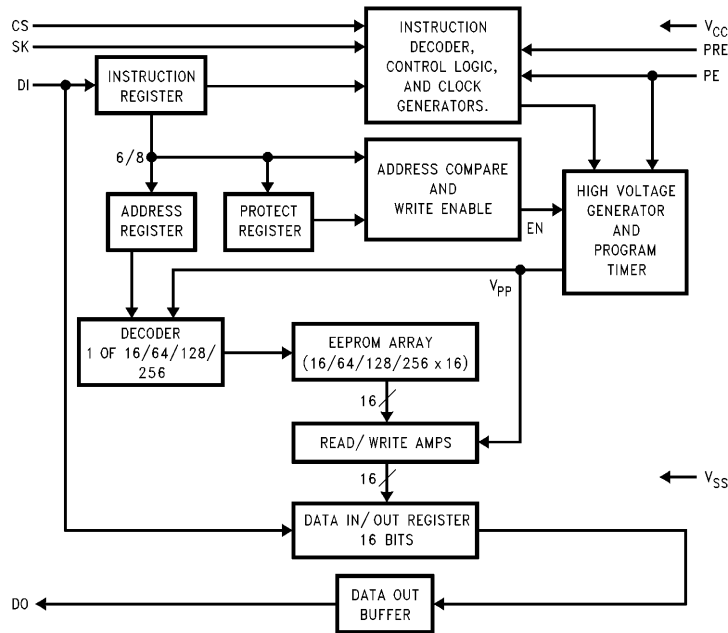 CS
SK
DI
INSTRUCTION
REGISTER
INSTRUCTION
DECODER,
CONTROL LOGIC,
AND CLOCK
GENERATORS.
VCC
PRE
PE
6/8
ADDRESS
REGISTER
PROTECT
REGISTER
ADDRESS COMPARE
AND
WRITE ENABLE
EN
HIGH VOLTAGE
GENERATOR
AND
PROGRAM
TIMER
VPP
DECODER
1 OF 16/64/128/
256
EEPROM ARRAY
(16/64/128/256 x 16)
16
READ/WRITE AMPS
16
VSS
DATA IN/OUT REGISTER
16 BITS
DO
DATA OUT
BUFFER